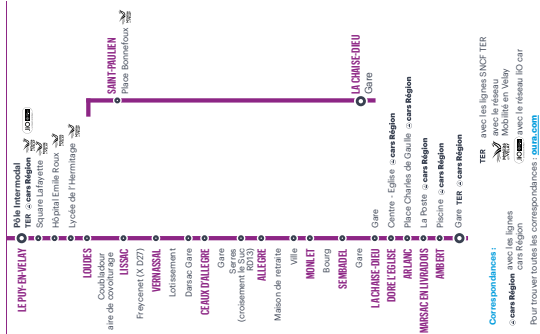 SAINT-PAULIEN
Place Bonnefoux
LA CHAISE-DIEU
Gare
Pôle Intermodal
TER cars Région liO
Square Lafayette
Hôpital Emile Roux
Lycée de l'Hermitage
LE PUY-EN-VELAY
LOUDES
Coubladour
aire de covoiturage
LISSAC
Freycenet (X D27)
VERNASSAL
Lotissement
Darsac Gare
CEAUX D'ALLEGRE
Gare
Serres
(croisement le Suc
RD13)
ALLEGRE
Maison de retraite
Ville
MONLET
Bourg
SEMBADEL
Gare
LA CHAISE-DIEU
Gare
DORE L'EGLISE
Centre - Eglise cars Région
ARLANC
Place Charles de Gaulle cars Région
MARSAC EN LIVRADOIS
La Poste cars Région
AMBERT
Piscine cars Région
Gare TER cars Région
Correspondances :
cars Région avec les lignes
cars Région
TER avec les lignes SNCF TER
avec le réseau
Mobilité en Velay
liO avec le réseau liO car
Pour trouver toutes les correspondances : oura.com